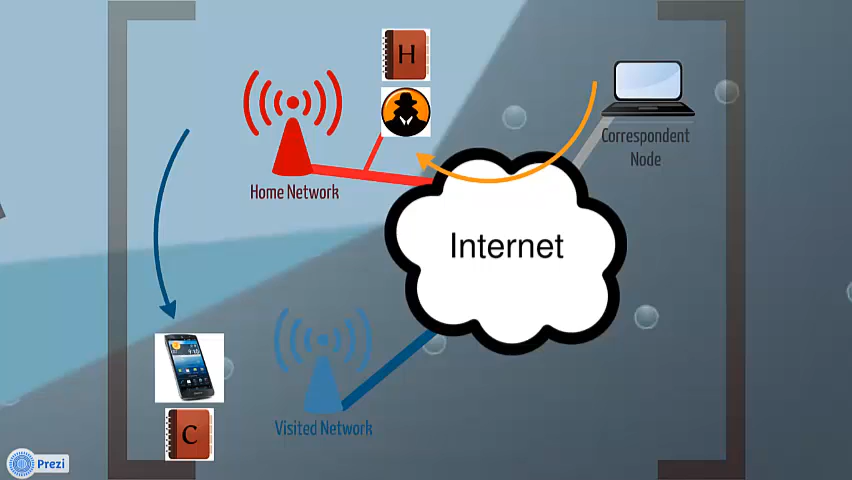 H
Correspondent
Node
Home Network
Internet
C
Visited Network
Prezi